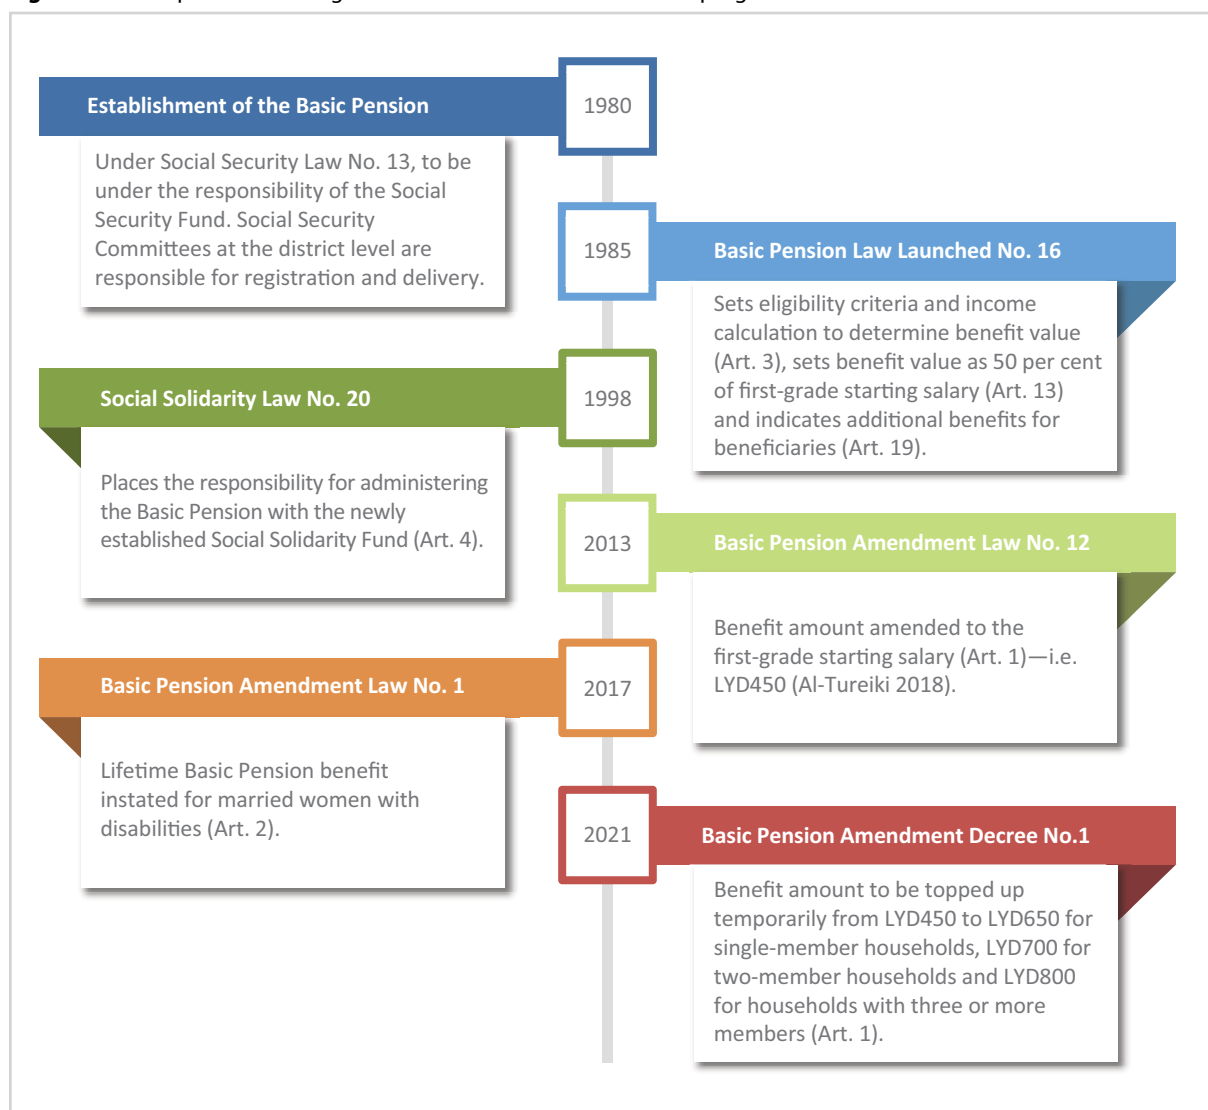 Establishment of the Basic Pension
1980
Under Social Security Law No. 13, to be
under the responsibility of the Social
Security Fund. Social Security
Committees at the district level are
responsible for registration and delivery.
1985
Basic Pension Law Launched No. 16
Sets eligibility criteria and income
calculation to determine benefit value
(Art. 3), sets benefit value as 50 per cent
of first-grade starting salary (Art. 13)
and indicates additional benefits for
beneficiaries (Art. 19).
Social Solidarity Law No. 20
1998
Places the responsibility for administering
the Basic Pension with the newly
established Social Solidarity Fund (Art. 4).
2013
Basic Pension Amendment Law No. 12
Benefit amount amended to the
first-grade starting salary (Art. 1)—i.e.
LYD450 (Al-Tureiki 2018).
Basic Pension Amendment Law No. 1
2017
Lifetime Basic Pension benefit
instated for married women with
disabilities (Art. 2).
2021
Basic Pension Amendment Decree No.1
Benefit amount to be topped up
temporarily from LYD450 to LYD650 for
single-member households, LYD700 for
two-member households and LYD800
for households with three or more
members (Art. 1).